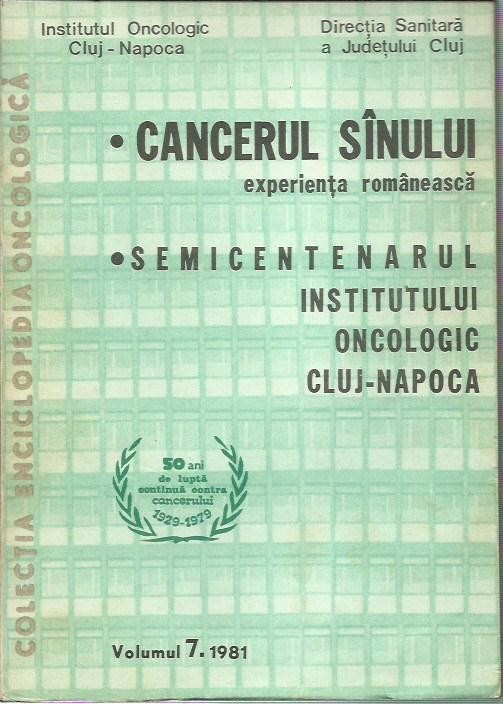 Institutul Oncologic
Cluj - Napoca
Direcția Sanitară
a Județului Cluj
COLECȚIA ENCICLOPEDIA ONCOLOGICĂ
• CANCERUL SÎNULUI
experiența românească
• SEMICENTENARUL
INSTITUTULUI
ONCOLOGIC
CLUJ-NAPOCA
50 ani
de luptă
continuă contra
cancerului
1929-1979
Volumul 7. 1981